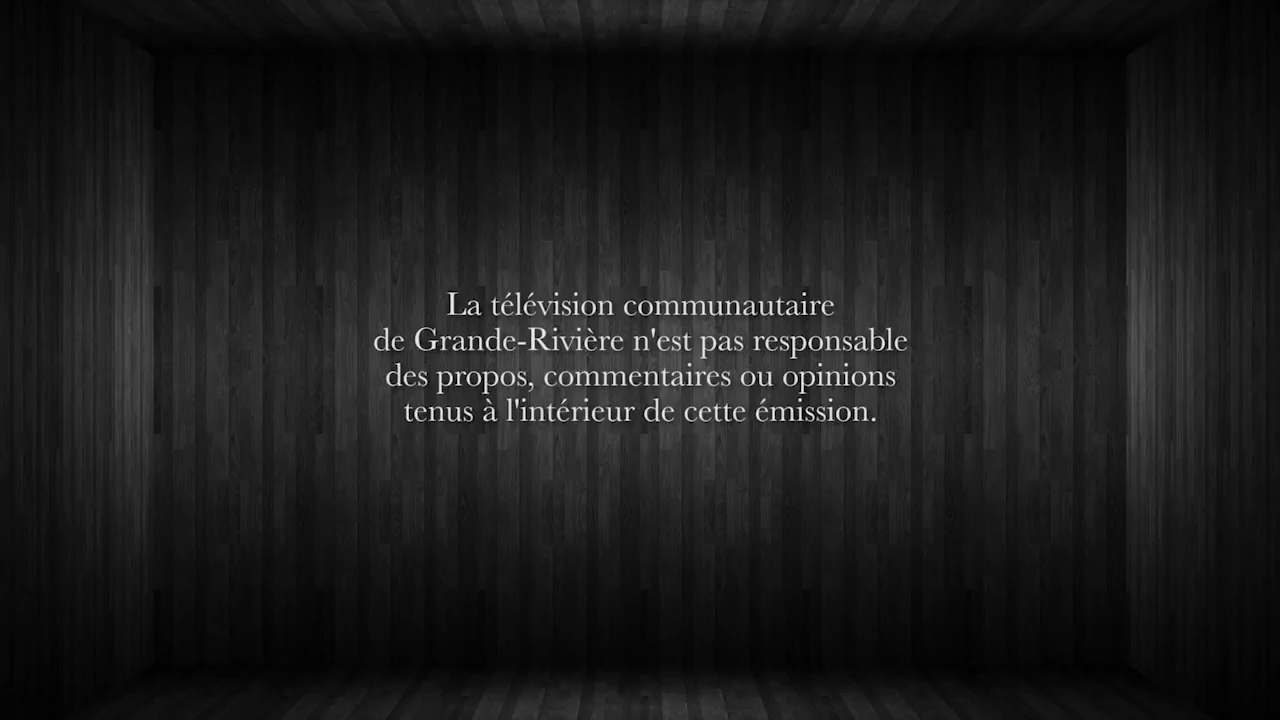 La télévision communautaire
de Grande-Rivière n'est pas responsable
des propos, commentaires ou opinions
tenus à l'intérieur de cette émission.